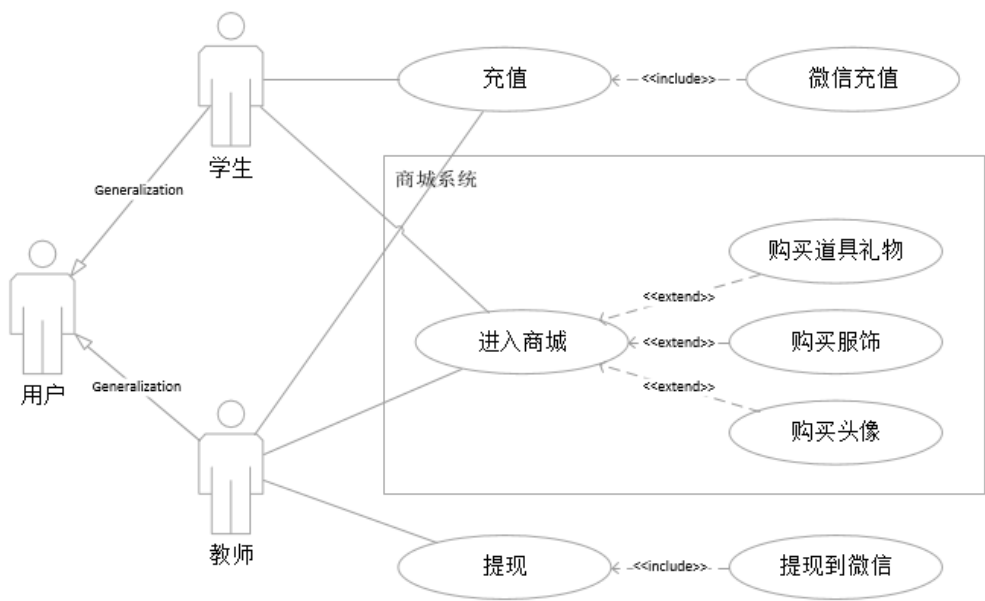 充值
<<include>>
微信充值
学生
商城系统
Generalization
购买道具礼物
<<extend>>
进入商城
<<extend>>
购买服饰
用户
Generalization
<<extend>>
购买头像
教师
提现
<<include>>
提现到微信